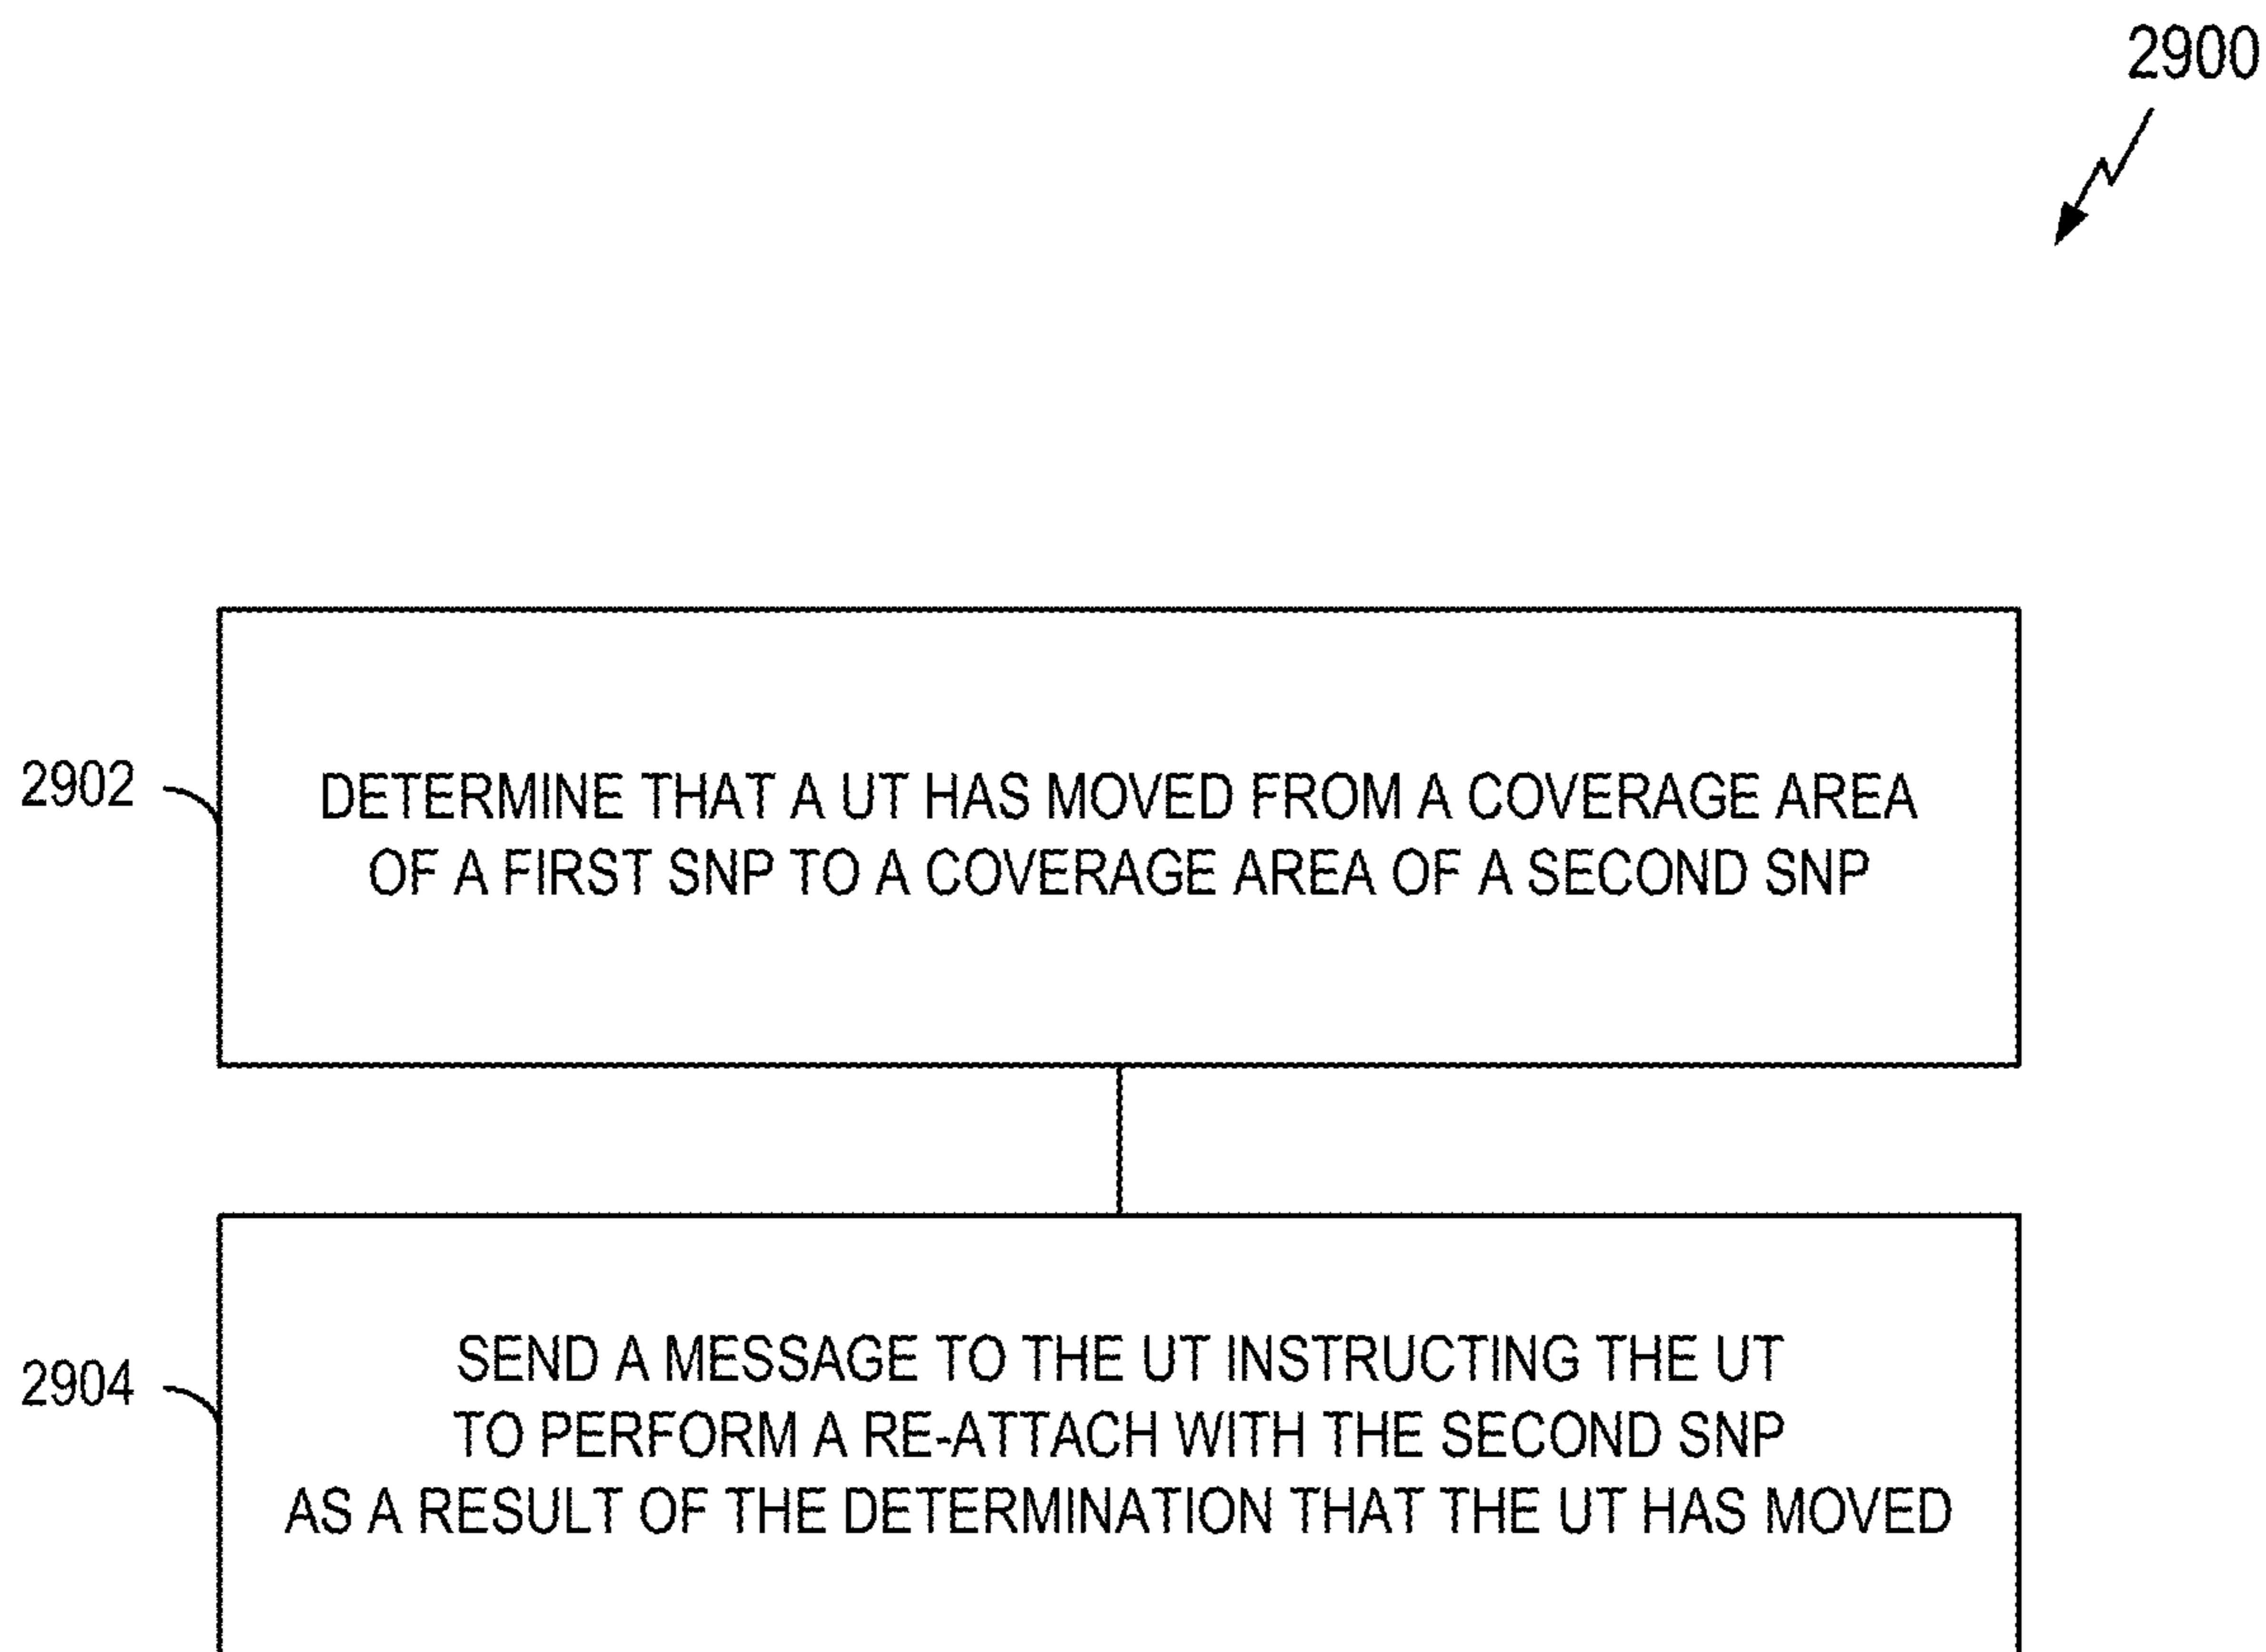 2900
2902
DETERMINE THAT A UT HAS MOVED FROM A COVERAGE AREA
OF A FIRST SNP TO A COVERAGE AREA OF A SECOND SNP
2904
SEND A MESSAGE TO THE UT INSTRUCTING THE UT
TO PERFORM A RE-ATTACH WITH THE SECOND SNP
AS A RESULT OF THE DETERMINATION THAT THE UT HAS MOVED